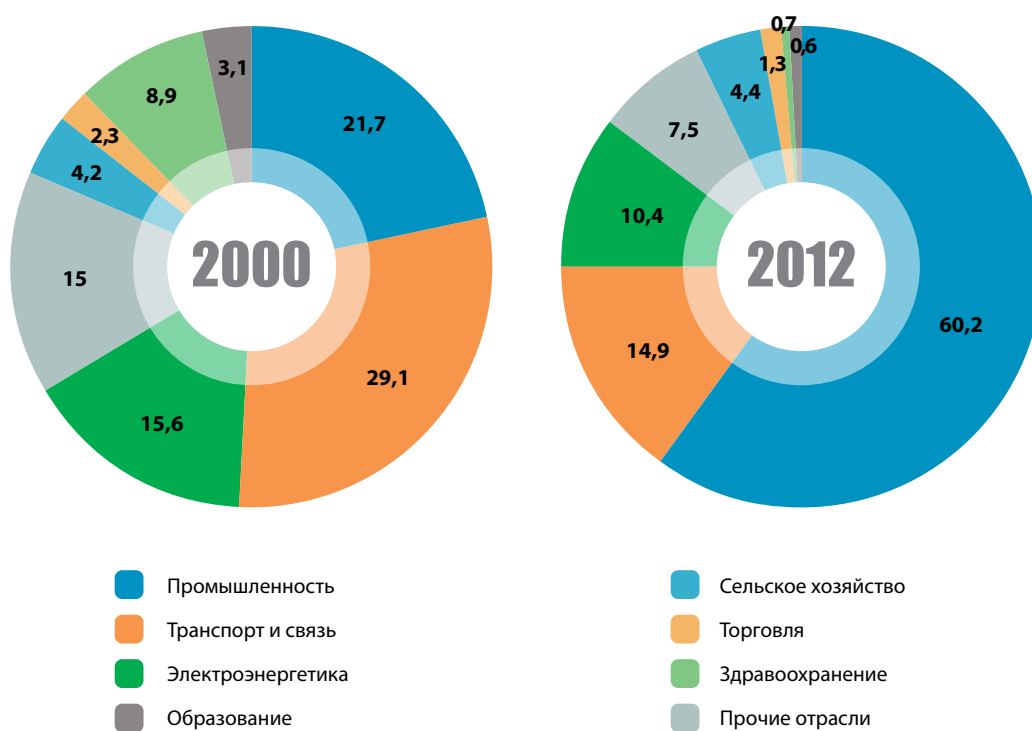 3,1
8,9
21,7
2,3
4,2
15
2000
29,1
15,6
0,7
0,6
1,3
4,4
7,5
10,4
2012
60,2
14,9
Промышленность
Транспорт и связь
Электроэнергетика
Образование
Сельское хозяйство
Торговля
Здравоохранение
Прочие отрасли